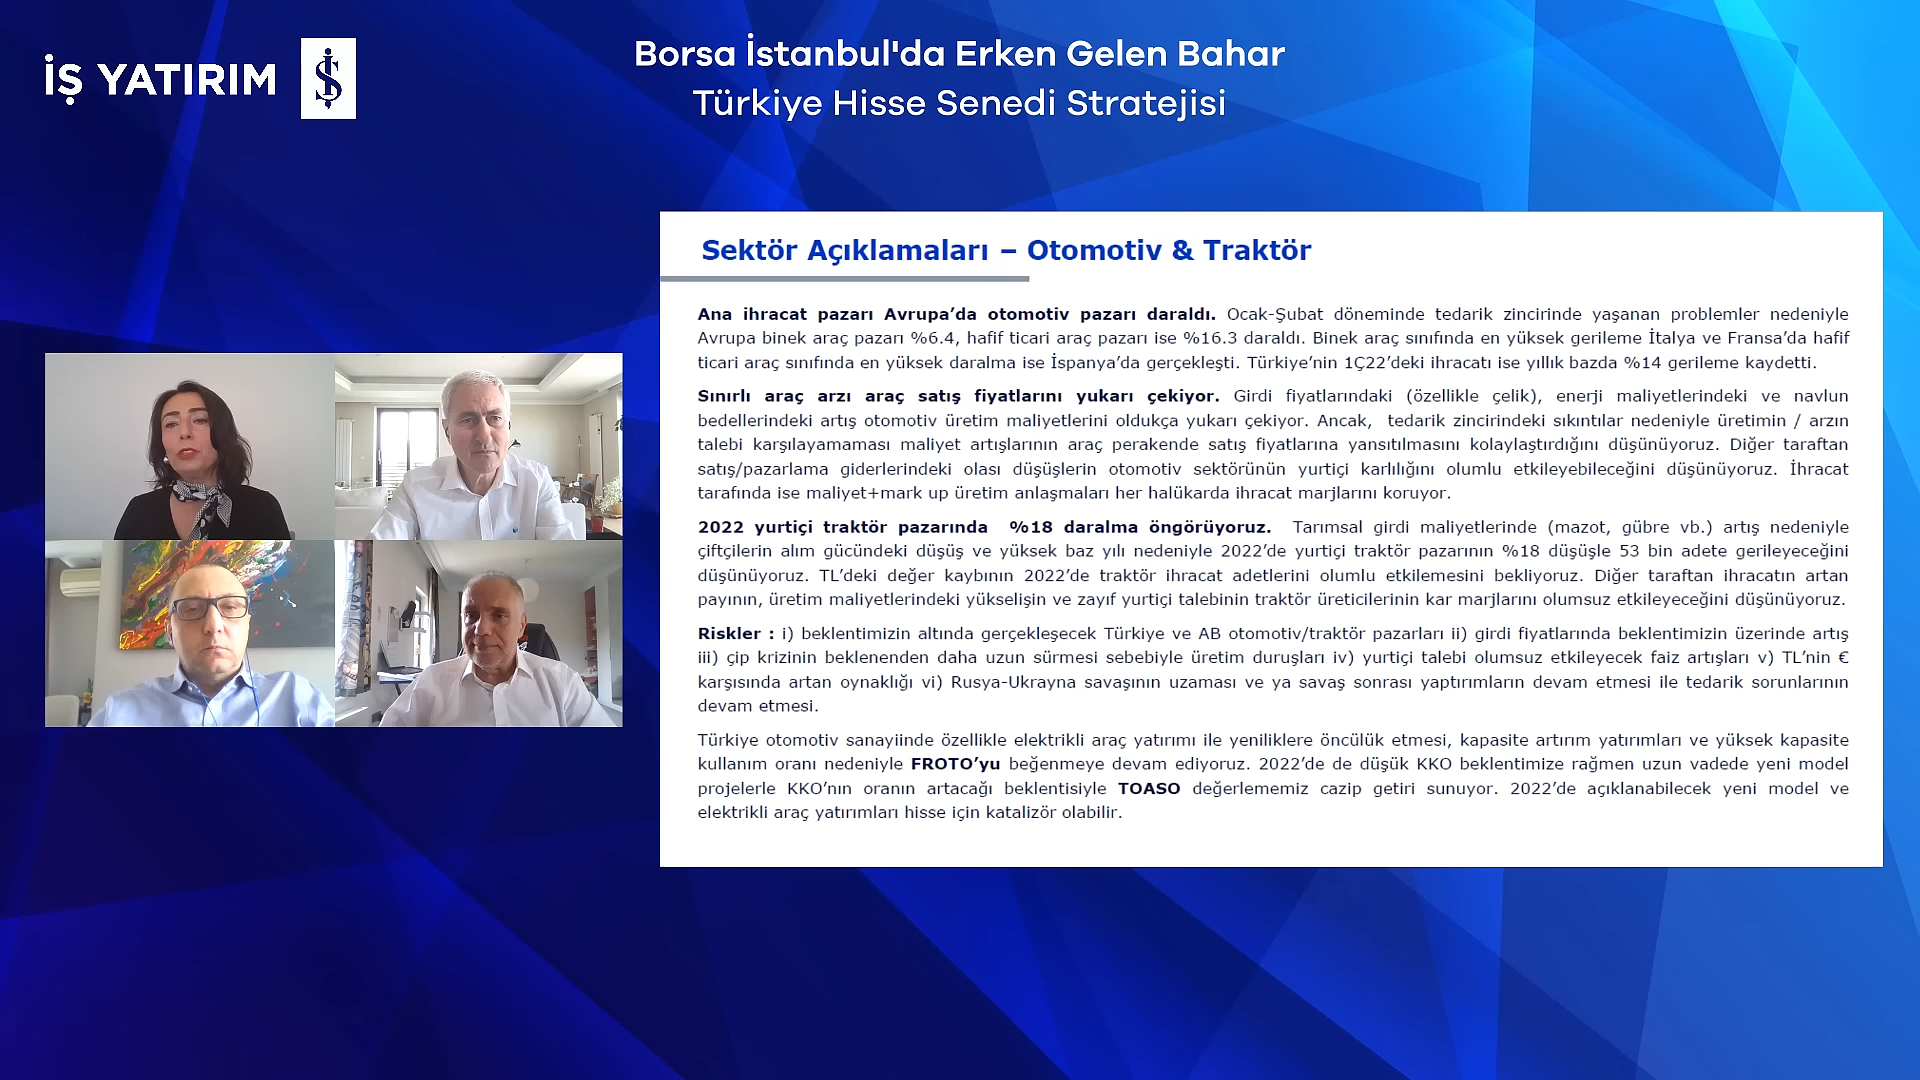 İŞ YATIRIM
Borsa İstanbul'da Erken Gelen Bahar
Türkiye Hisse Senedi Stratejisi
Sektör Açıklamaları – Otomotiv & Traktör
Ana ihracat pazarı Avrupa’da otomotiv pazarı daraldı. Ocak-Şubat döneminde tedarik zincirinde yaşanan problemler nedeniyle
Avrupa binek araç pazarı %6.4, hafif ticari araç pazarı ise %16.3 daraldı. Binek araç sınıfında en yüksek gerileme İtalya ve Fransa’da hafif
ticari araç sınıfında en yüksek daralma ise İspanya’da gerçekleşti. Türkiye’nin 1Ç22’deki ihracatı ise yıllık bazda %14 gerileme kaydetti.
Sınırlı araç arzı araç satış fiyatlarını yukarı çekiyor. Girdi fiyatlarındaki (özellikle çelik), enerji maliyetlerindeki ve navlun
bedellerindeki artış otomotiv üretim maliyetlerini oldukça yukarı çekiyor. Ancak, tedarik zincirindeki sıkıntılar nedeniyle üretimin / arzın
talebi karşılayamaması maliyet artışlarının araç perakende satış fiyatlarına yansıtılmasını kolaylaştırdığını düşünüyoruz. Diğer taraftan
satış/pazarlama giderlerindeki olası düşüşlerin otomotiv sektörünün yurtiçi karlılığını olumlu etkileyebileceğini düşünüyoruz. İhracat
tarafında ise maliyet+mark up üretim anlaşmaları her halükarda ihracat marjlarını koruyor.
2022 yurtiçi traktör pazarında %18 daralma öngörüyoruz. Tarımsal girdi maliyetlerinde (mazot, gübre vb.) artış nedeniyle
çiftçilerin alım gücündeki düşüş ve yüksek baz yılı nedeniyle 2022’de yurtiçi traktör pazarının %18 düşüşle 53 bin adete gerileyeceğini
düşünüyoruz. TL’deki değer kaybının 2022’de traktör ihracat adetlerini olumlu etkilemesini bekliyoruz. Diğer taraftan ihracatın artan
payının, üretim maliyetlerindeki yükselişin ve zayıf yurtiçi talebinin traktör üreticilerinin kar marjlarını olumsuz etkileyeceğini düşünüyoruz.
Riskler : i) beklentimizin altında gerçekleşecek Türkiye ve AB otomotiv/traktör pazarları ii) girdi fiyatlarında beklentimizin üzerinde artış
iii) çip krizinin beklenenden daha uzun sürmesi sebebiyle üretim duruşları iv) yurtiçi talebi olumsuz etkileyecek faiz artışları v) TL’nin €
karşısında artan oynaklığı vi) Rusya-Ukrayna savaşının uzaması ve ya savaş sonrası yaptırımların devam etmesi ile tedarik sorunlarının
devam etmesi.
Türkiye otomotiv sanayiinde özellikle elektrikli araç yatırımı ile yeniliklere öncülük etmesi, kapasite artırım yatırımları ve yüksek kapasite
kullanım oranı nedeniyle FROTO’yu beğenmeye devam ediyoruz. 2022’de de düşük KKO beklentimize rağmen uzun vadede yeni model
projelerle KKO’nın oranın artacağı beklentisiyle TOASO değerlememiz cazip getiri sunuyor. 2022’de açıklanabilecek yeni model ve
elektrikli araç yatırımları hisse için katalizör olabilir.